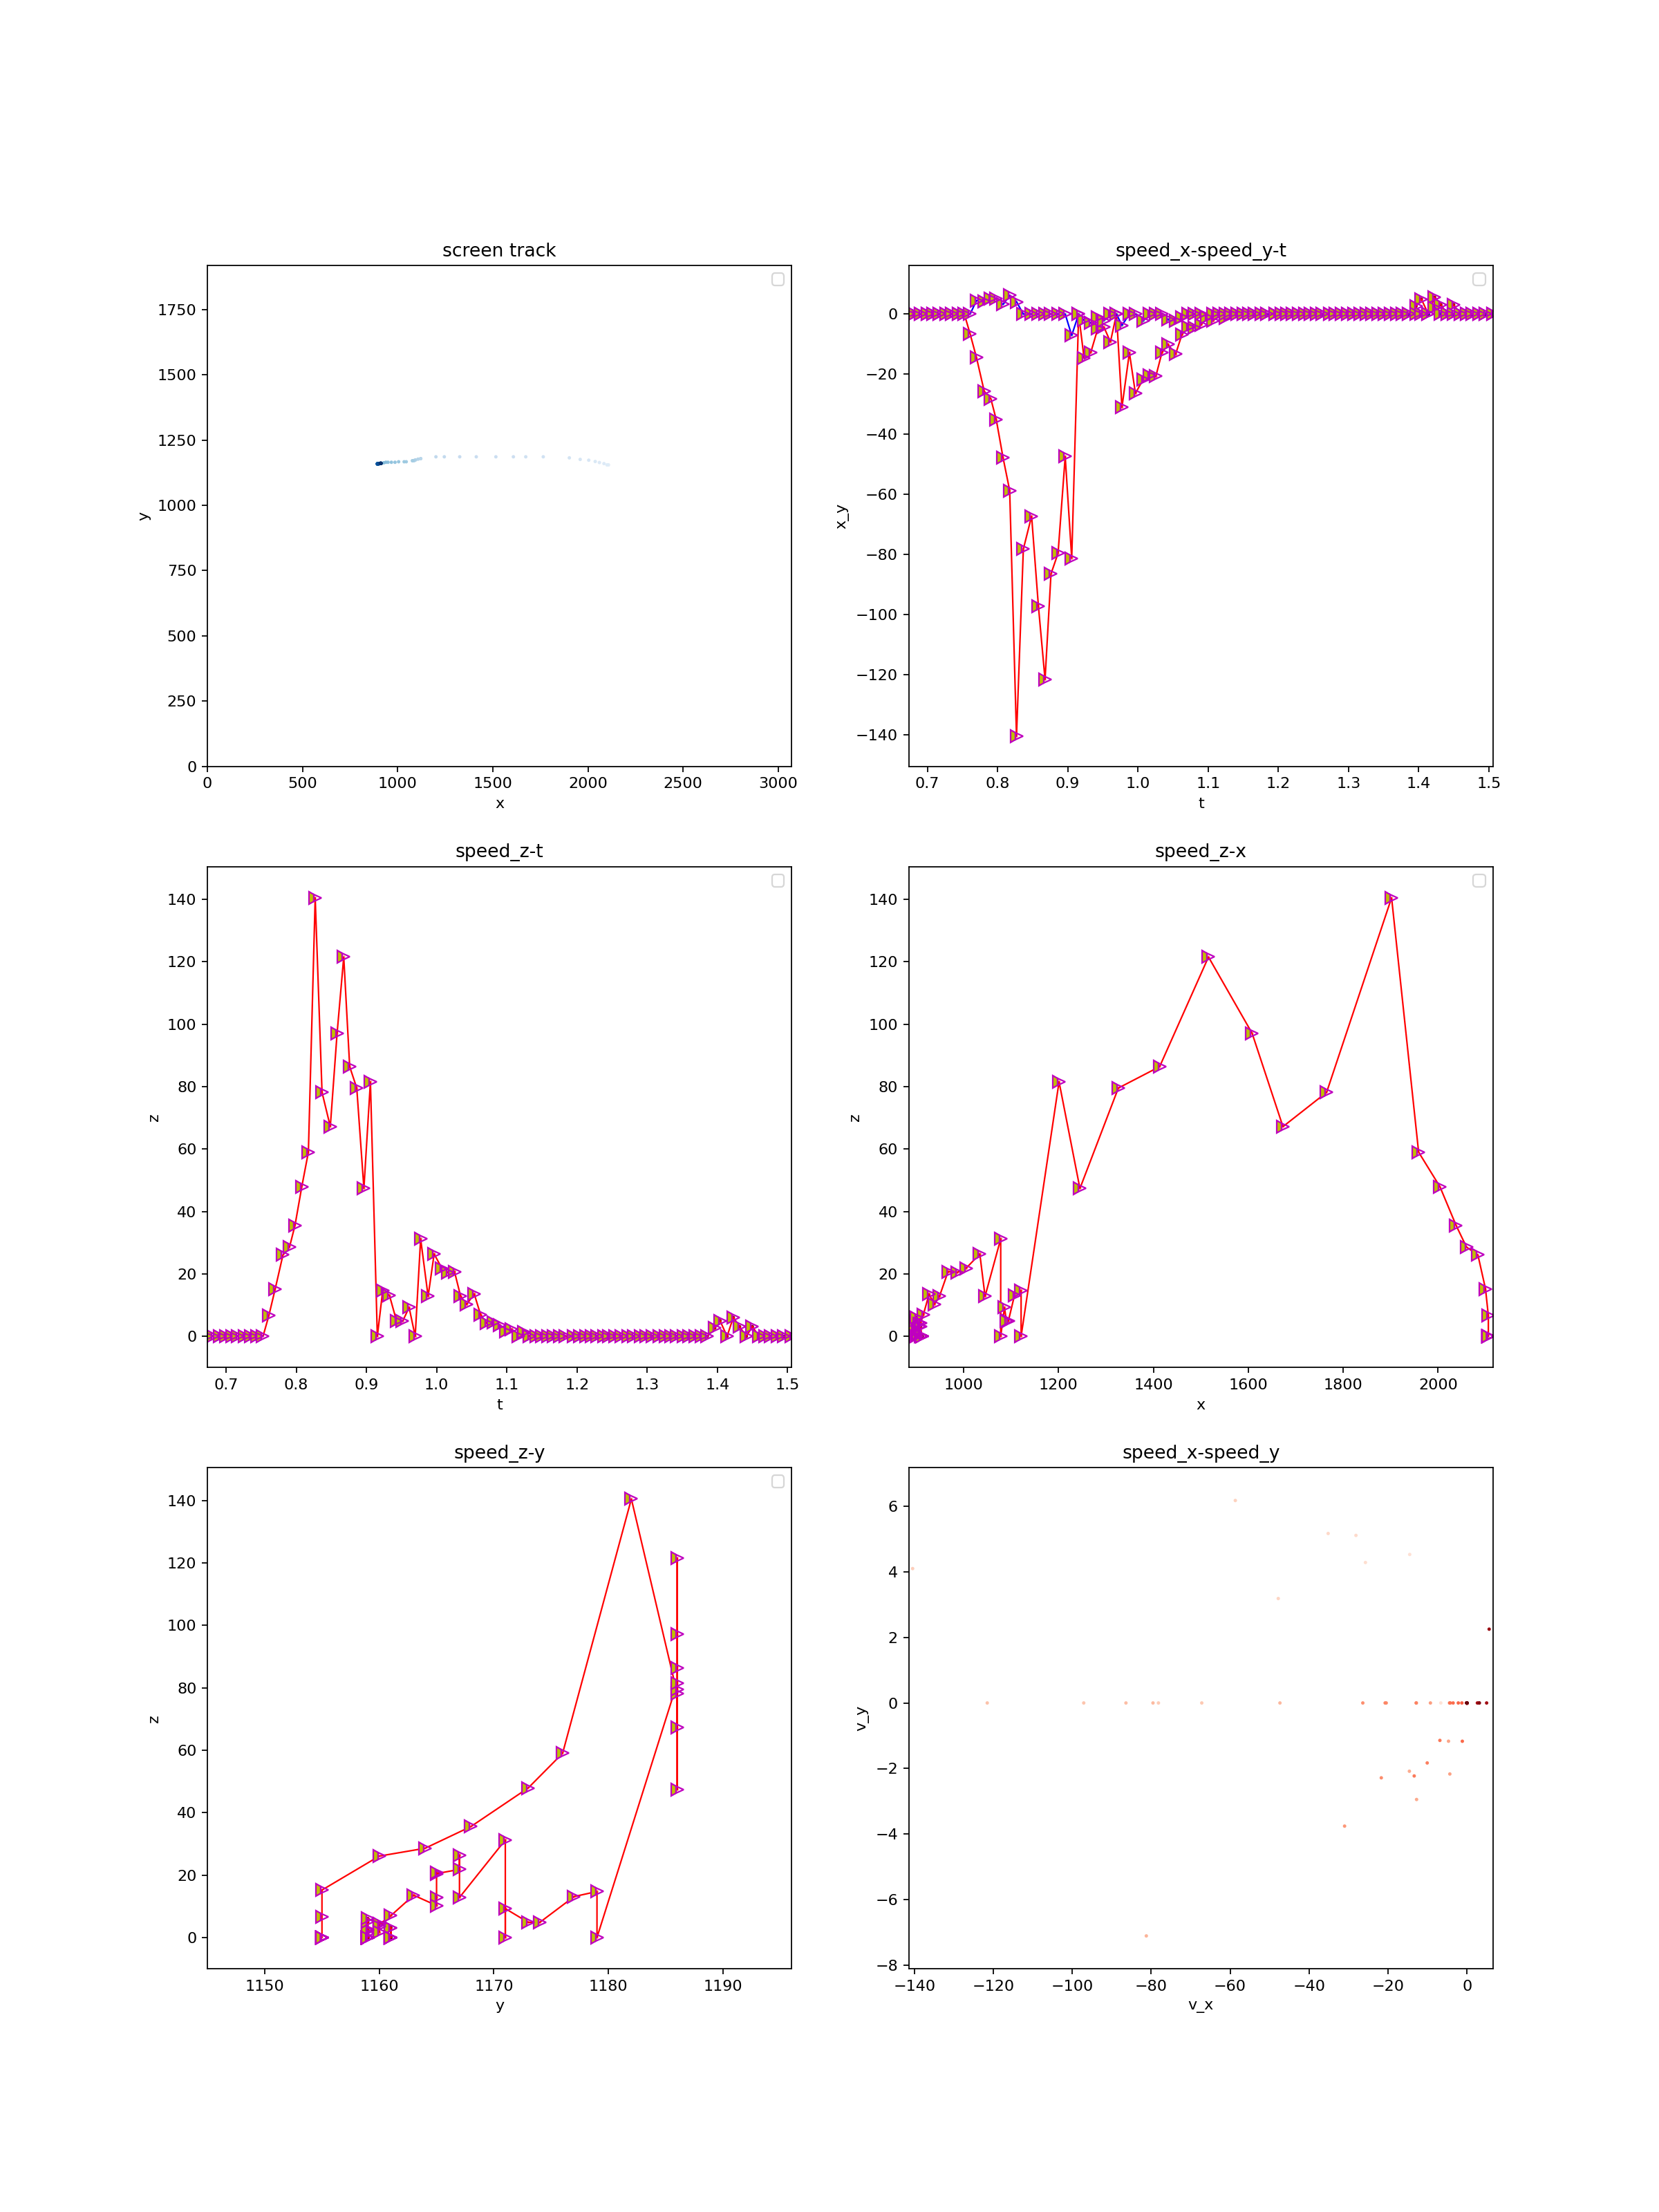 screen track
1750
1500
1250
1000
750
500
250
0
y
0 500 1000 1500 2000 2500 3000
x
speed_x-speed_y-t
0
−20
−40
−60
−80
−100
−120
−140
x_y
0.7 0.8 0.9 1.0 1.1 1.2 1.3 1.4 1.5
t
speed_z-t
140
120
100
80
60
40
20
0
z
0.7 0.8 0.9 1.0 1.1 1.2 1.3 1.4 1.5
t
speed_z-x
140
120
100
80
60
40
20
0
z
1000 1200 1400 1600 1800 2000
x
speed_z-y
140
120
100
80
60
40
20
0
z
1150 1160 1170 1180 1190
y
speed_x-speed_y
6
4
2
0
−2
−4
−6
−8
v_y
−140 −120 −100 −80 −60 −40 −20 0
v_x